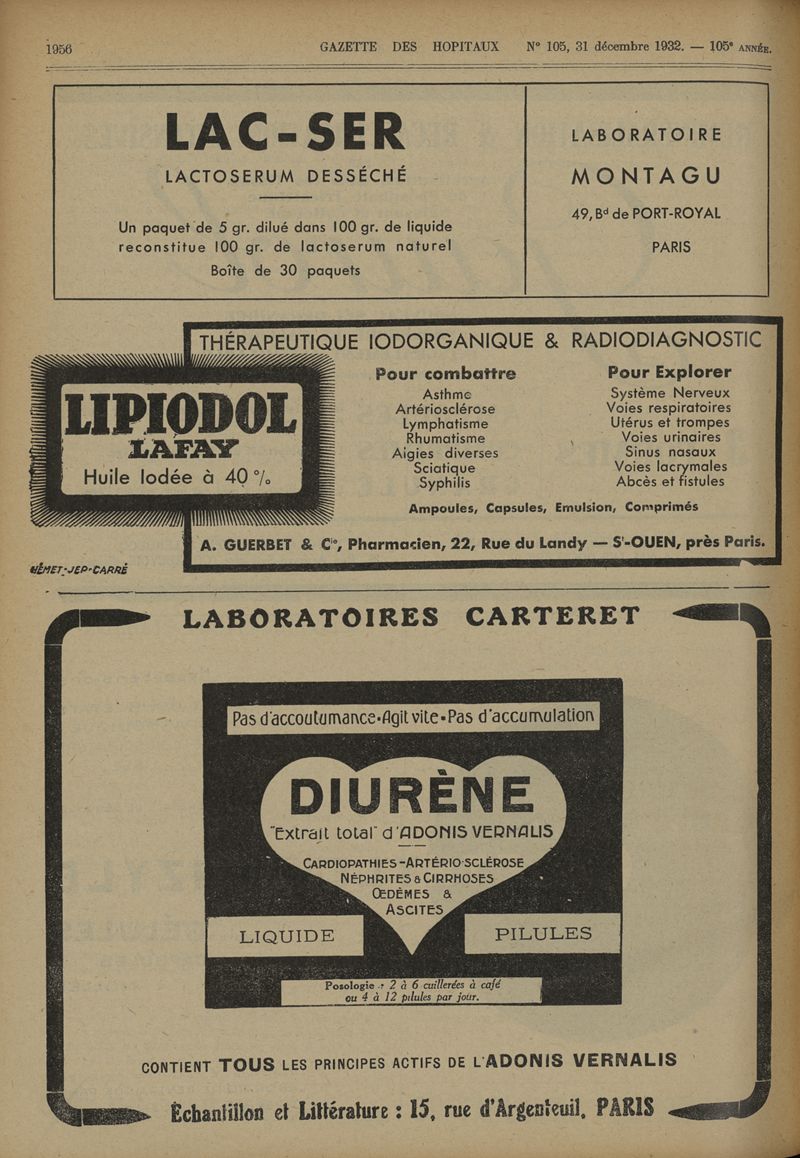 1956
GAZETTE DES HOPITAUX N° 105, 31 décembre 1932. — 105e ANNÉE.
LAC-SER
LACTOSERUM DESSÉCHÉ
Un paquet de 5 gr. dilué dans 100 gr. de liquide
reconstitue 100 gr. de lactoserum naturel
Boîte de 30 paquets
LABORATOIRE
MONTAGU
49, Bd de PORT-ROYAL
PARIS
THÉRAPEUTIQUE IODORGANIQUE & RADIODIAGNOSTIC
LIPIODOL
LAFAY
Huile Iodée à 40 %
Pour combattre
Asthme
Artériosclérose
Lymphatisme
Rhumatisme
Algies diverses
Sciatique
Syphilis
Pour Explorer
Système Nerveux
Voies respiratoires
Utérus et trompes
Voies urinaires
Sinus nasaux
Voies lacrymales
Abcès et fistules
Ampoules, Capsules, Emulsion, Comprimés
A. GUERBET & Cie, Pharmacien, 22, Rue du Landy — St-OUEN, près Paris.
NÉMET-JEP-CARRÉ
LABORATOIRES CARTERET
Pas d'accoutumance•Agit vite•Pas d'accumulation
DIURÈNE
"Extrait total" d'ADONIS VERNALIS
CARDIOPATHIES-ARTÉRIO-SCLÉROSE
NÉPHRITES & CIRRHOSES
ŒDÈMES &
ASCITES
LIQUIDE
PILULES
Posologie : 2 à 6 cuillerées à café
ou 4 à 12 pilules par jour.
CONTIENT TOUS LES PRINCIPES ACTIFS DE L'ADONIS VERNALIS
Échantillon et Littérature : 15, rue d'Argenteuil, PARIS